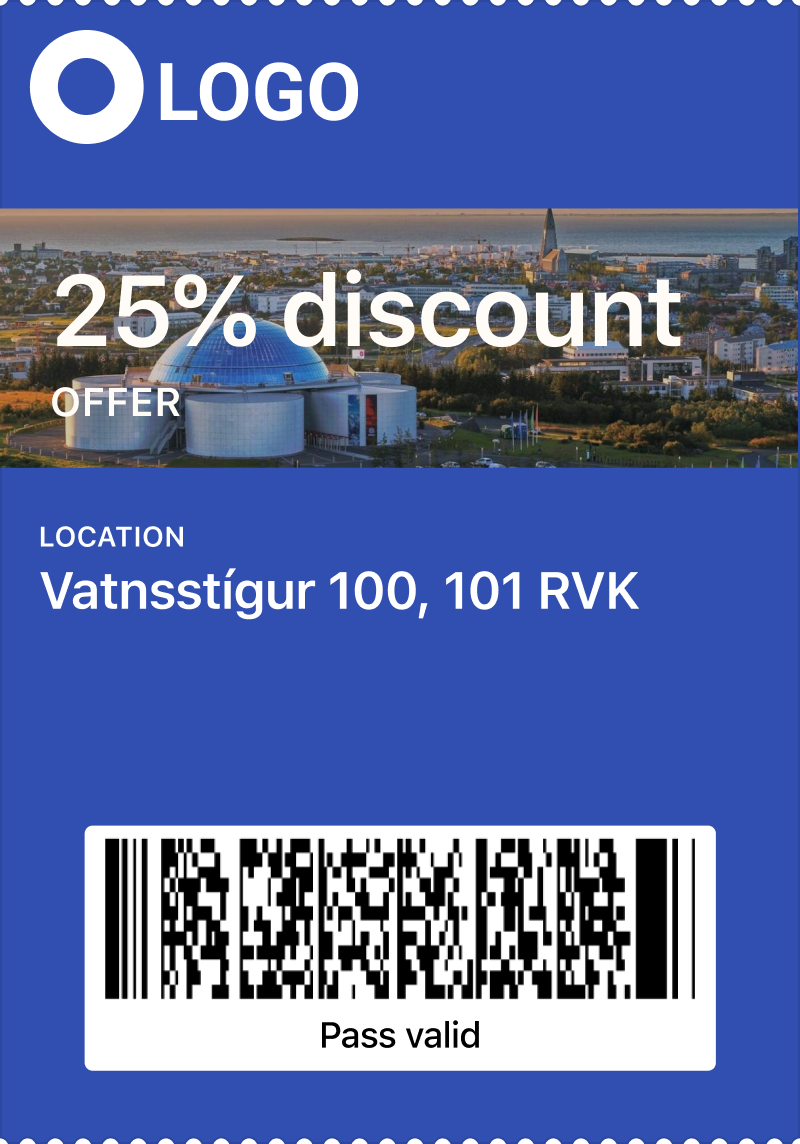 LOGO
25% discount
OFFER
LOCATION
Vatnsstígur 100, 101 RVK
Pass valid